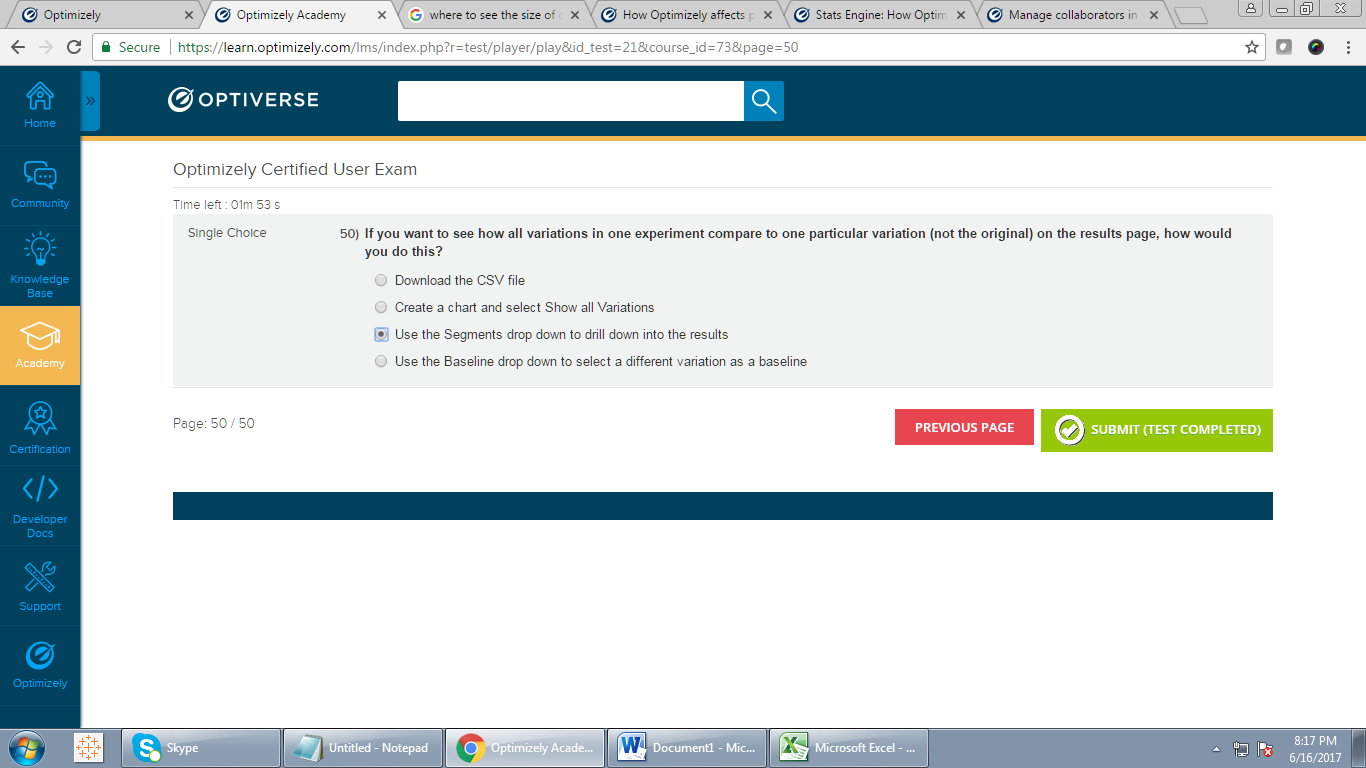 Optimizely
Optimizely Academy
where to see the size of
How Optimizely affects p
Stats Engine: How Optim
Manage collaborators in
Secure
https://learn.optimizely.com/lms/index.php?r=test/player/play&id_test=21&course_id=73&page=50
Home
»
OPTIVERSE
Community
Knowledge
Base
Academy
Certification
Developer
Docs
Support
Optimizely
Optimizely Certified User Exam
Time left : 01m 53 s
Single Choice
50) If you want to see how all variations in one experiment compare to one particular variation (not the original) on the results page, how would
you do this?
Download the CSV file
Create a chart and select Show all Variations
Use the Segments drop down to drill down into the results
Use the Baseline drop down to select a different variation as a baseline
Page: 50 / 50
PREVIOUS PAGE
SUBMIT (TEST COMPLETED)
Skype
Untitled - Notepad
Optimizely Acade...
Document1 - Mic...
Microsoft Excel - ...
8:17 PM
6/16/2017